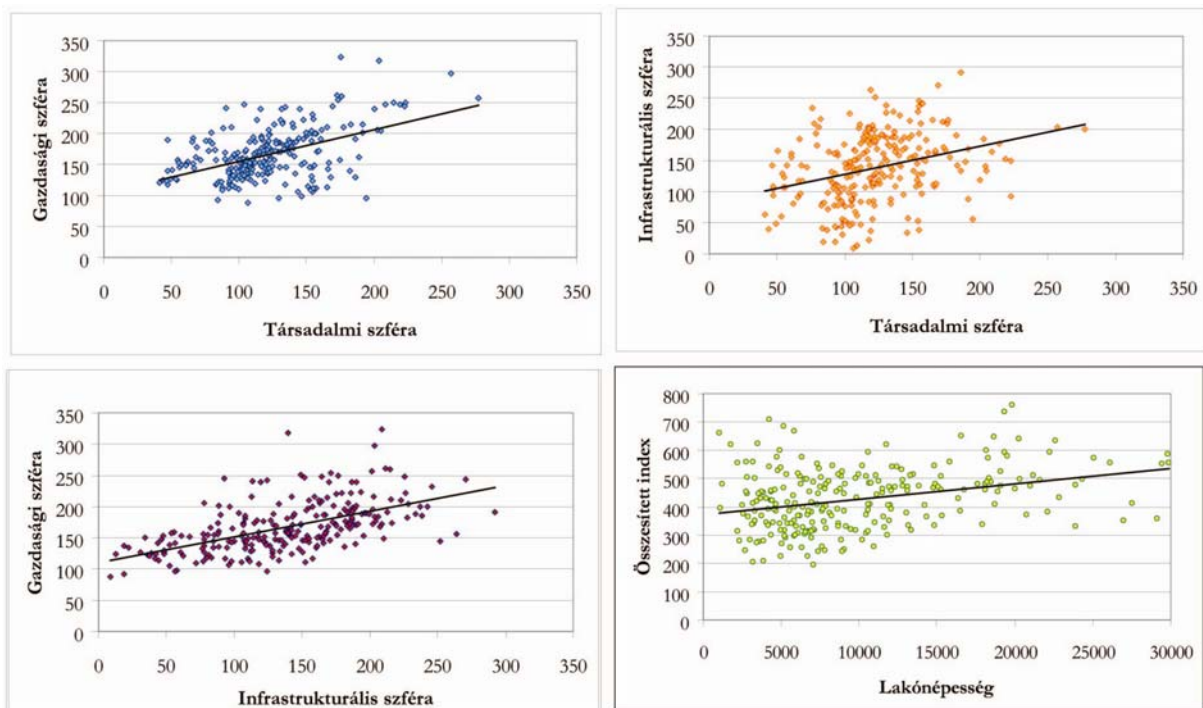 Gazdasági szféra
350
300
250
200
150
100
50
0
0 50 100 150 200 250 300 350
Társadalmi szféra
Infrastrukturális szféra
350
300
250
200
150
100
50
0
0 50 100 150 200 250 300 350
Társadalmi szféra
Gazdasági szféra
350
300
250
200
150
100
50
0
0 50 100 150 200 250 300 350
Infrastrukturális szféra
Összesített index
800
700
600
500
400
300
200
100
0
0 5000 10000 15000 20000 25000 30000
Lakónépesség